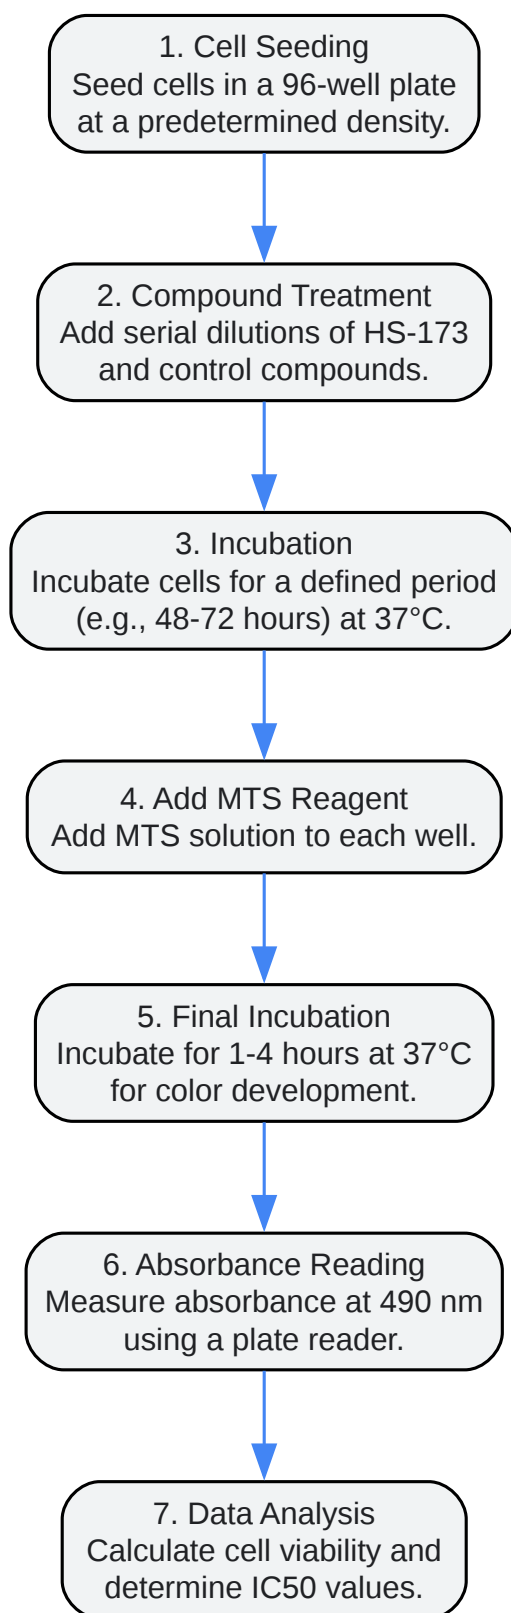 1. Cell Seeding
Seed cells in a 96-well plate
at a predetermined density.
2. Compound Treatment
Add serial dilutions of HS-173
and control compounds.
3. Incubation
Incubate cells for a defined period
(e.g., 48-72 hours) at 37°C.
4. Add MTS Reagent
Add MTS solution to each well.
5. Final Incubation
Incubate for 1-4 hours at 37°C
for color development.
6. Absorbance Reading
Measure absorbance at 490 nm
using a plate reader.
7. Data Analysis
Calculate cell viability and
determine IC50 values.